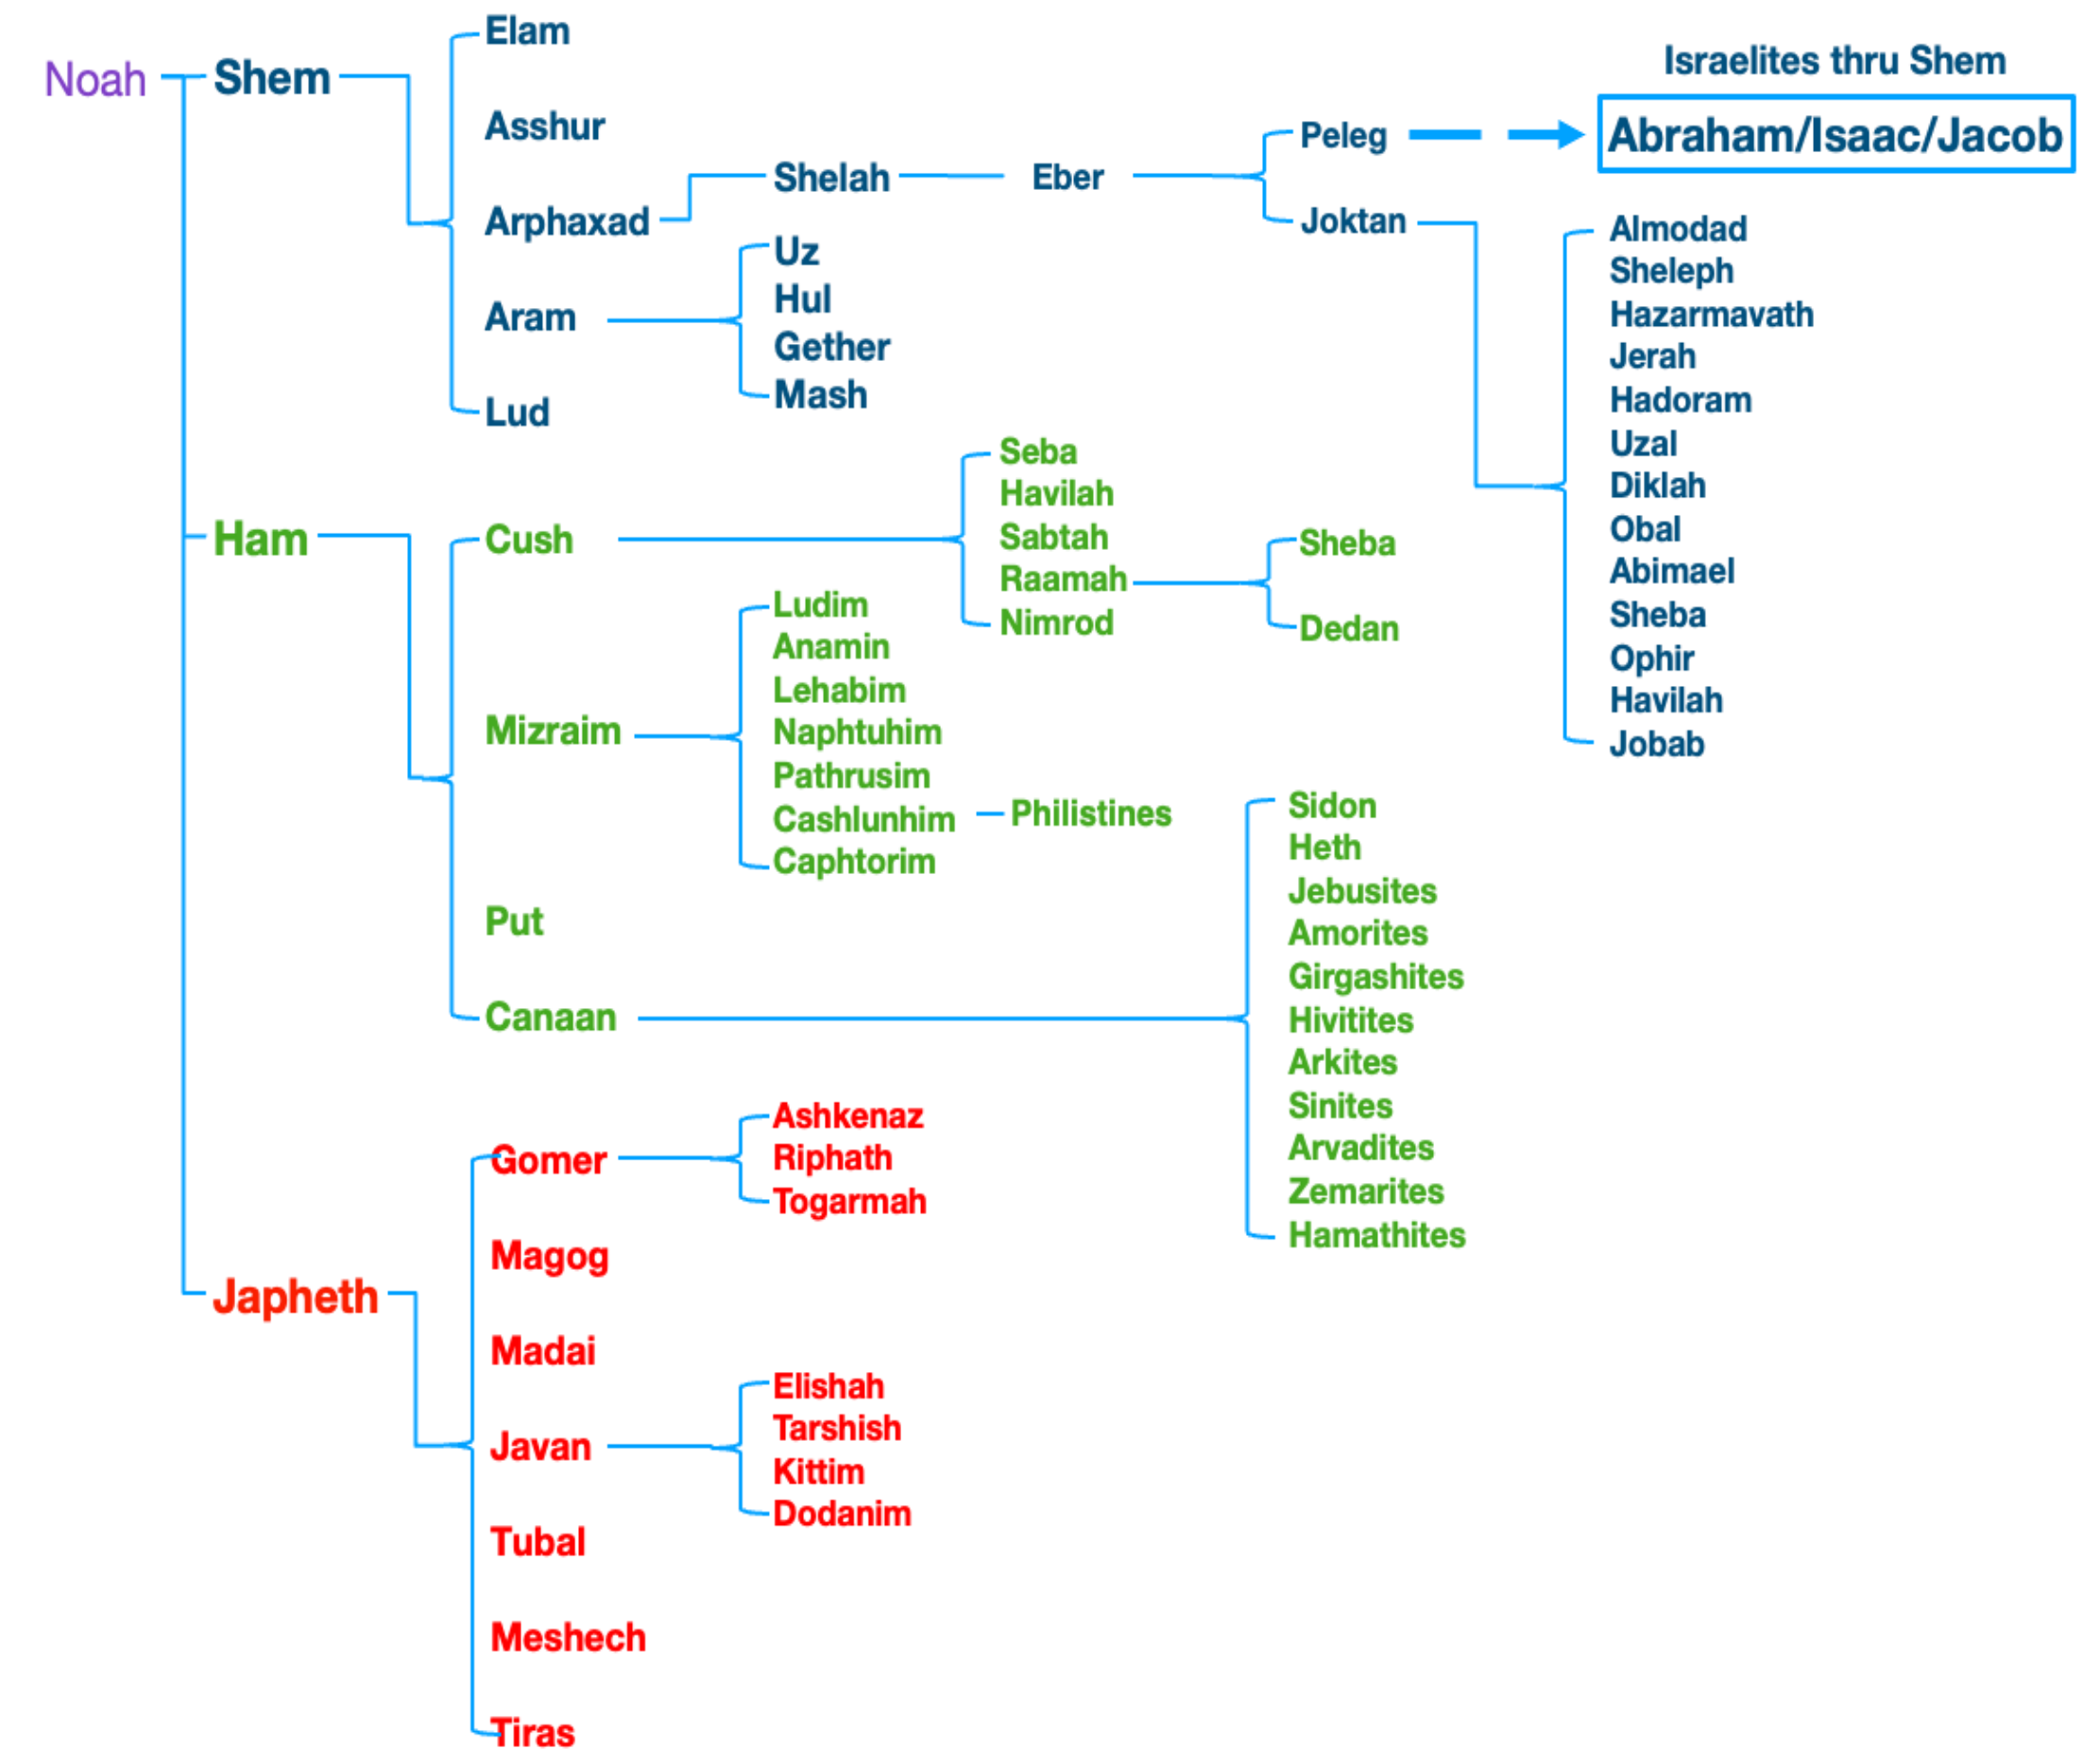 Noah
Shem
Elam
Asshur
Arphaxad
Aram
Lud
Shelah
Uz
Hul
Gether
Mash
Eber
Peleg
Joktan
Israelites thru Shem
Abraham/Isaac/Jacob
Almodad
Sheleph
Hazarmavath
Jerah
Hadoram
Uzal
Diklah
Obal
Abimael
Sheba
Ophir
Havilah
Jobab
Ham
Cush
Mizraim
Put
Canaan
Seba
Havilah
Sabtah
Raamah
Nimrod
Sheba
Dedan
Ludim
Anamin
Lehabim
Naphtuhim
Pathrusim
Cashlunhim
Caphtorim
Philistines
Sidon
Heth
Jebusites
Amorites
Girgashites
Hivitites
Arkites
Sinites
Arvadites
Zemarites
Hamathites
Japheth
Gomer
Magog
Madai
Javan
Tubal
Meshech
Tiras
Ashkenaz
Riphath
Togarmah
Elishah
Tarshish
Kittim
Dodanim